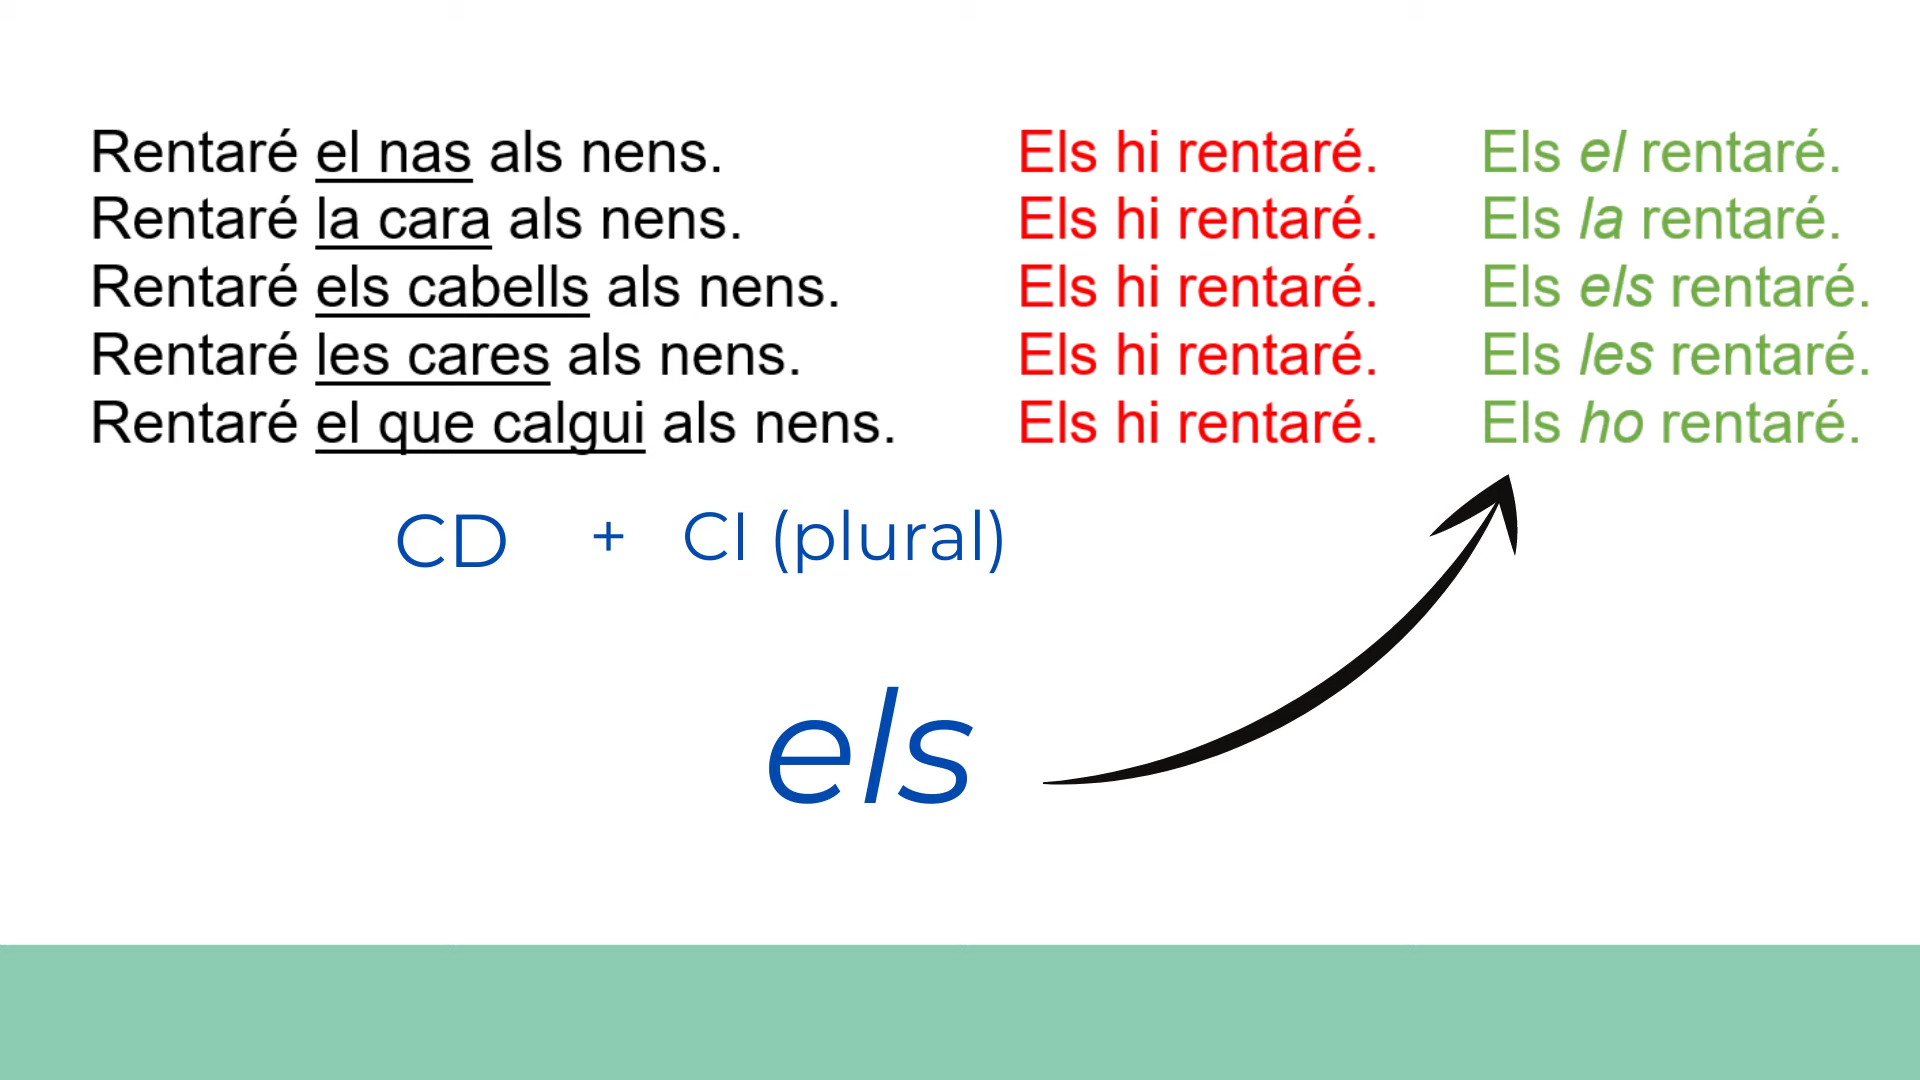 Rentaré el nas als nens. Els hi rentaré. Els el rentaré.
Rentaré la cara als nens. Els hi rentaré. Els la rentaré.
Rentaré els cabells als nens. Els hi rentaré. Els els rentaré.
Rentaré les cares als nens. Els hi rentaré. Els les rentaré.
Rentaré el que calgui als nens. Els hi rentaré. Els ho rentaré.
CD + CI (plural)
els